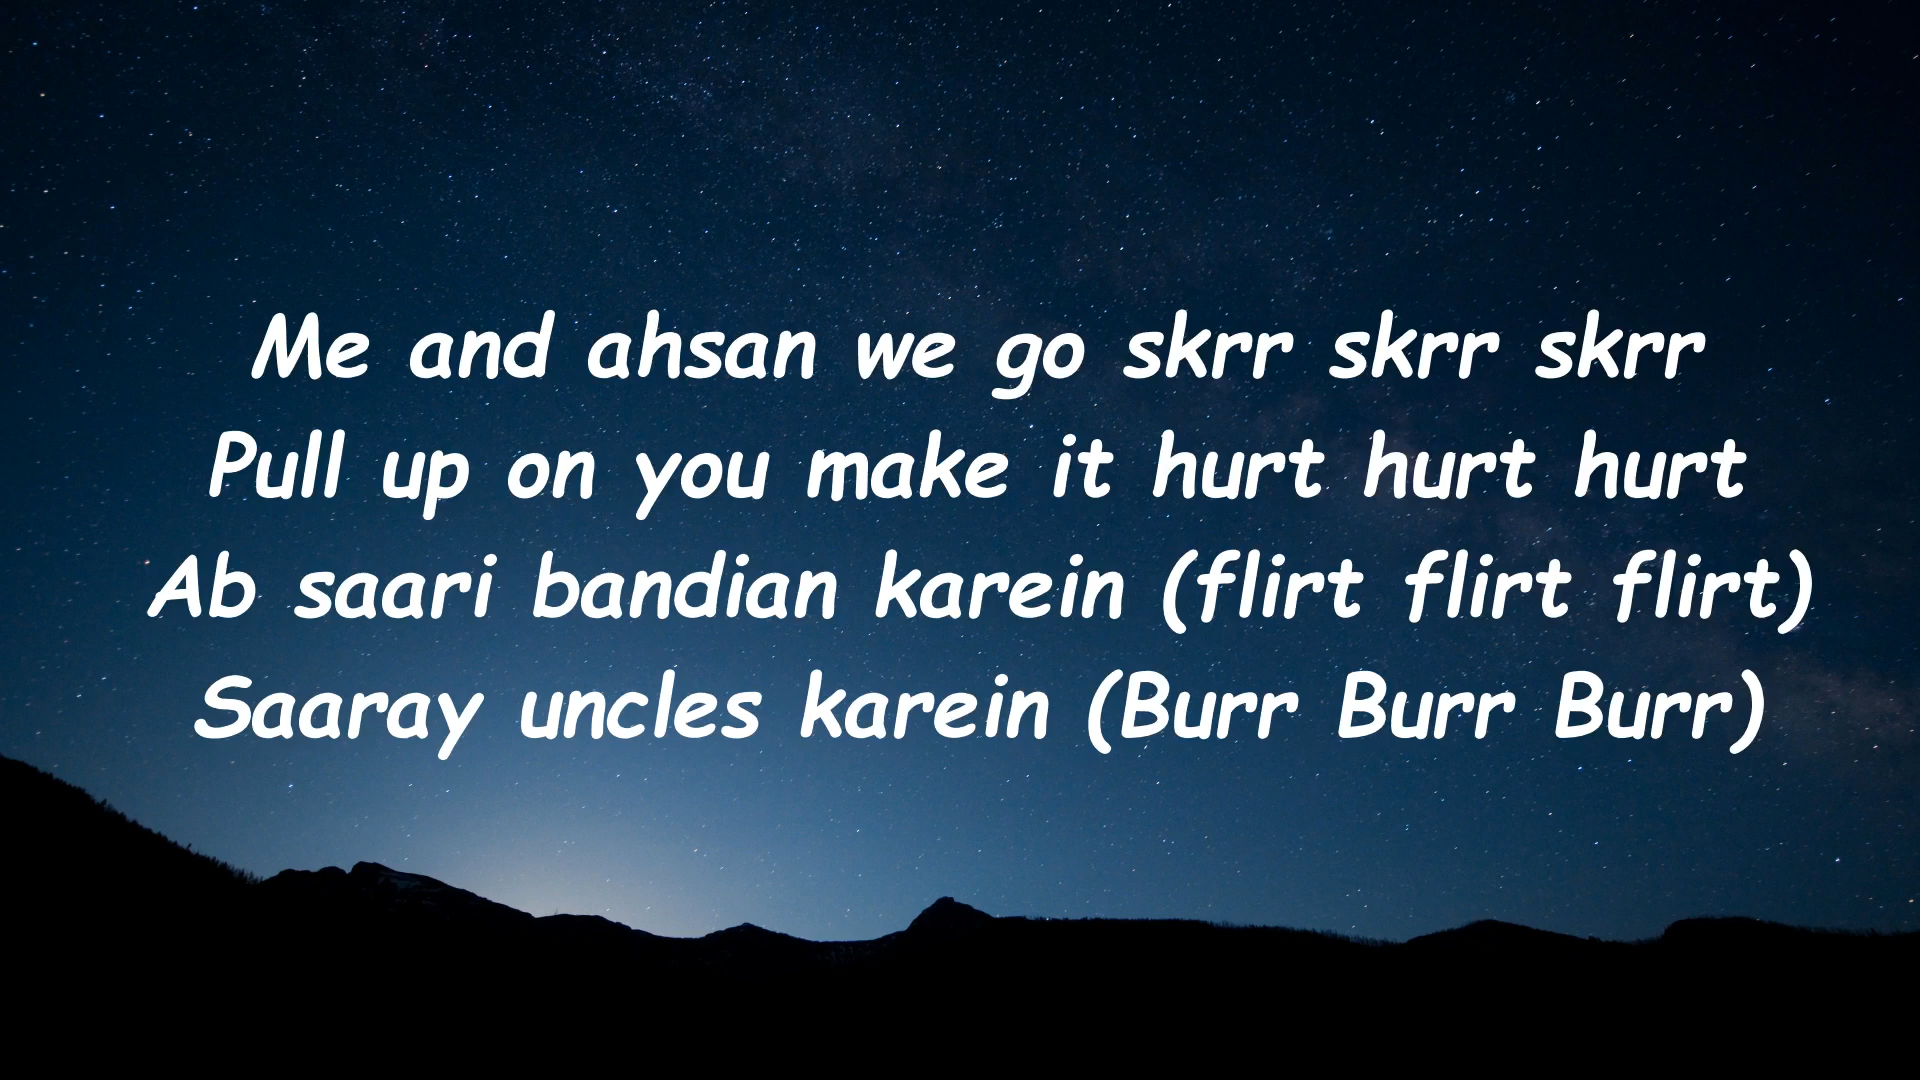 Me and ahsan we go skrr skrr skrr
Pull up on you make it hurt hurt hurt
Ab saari bandian karein (flirt flirt flirt)
Saaray uncles karein (Burr Burr Burr)